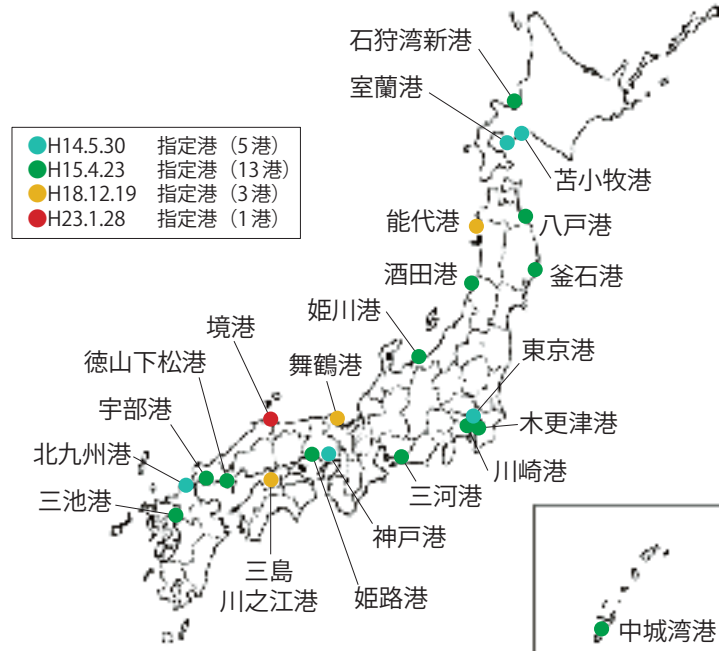 石狩湾新港
室蘭港
H14.5.30 指定港（5港）
H15.4.23 指定港（13港）
H18.12.19 指定港（3港）
H23.1.28 指定港（1港）
苫小牧港
能代港
八戸港
酒田港
釜石港
姫川港
境港
舞鶴港
東京港
徳山下松港
宇部港
木更津港
北九州港
川崎港
三河港
三池港
神戸港
三島
川之江港
姫路港
中城湾港